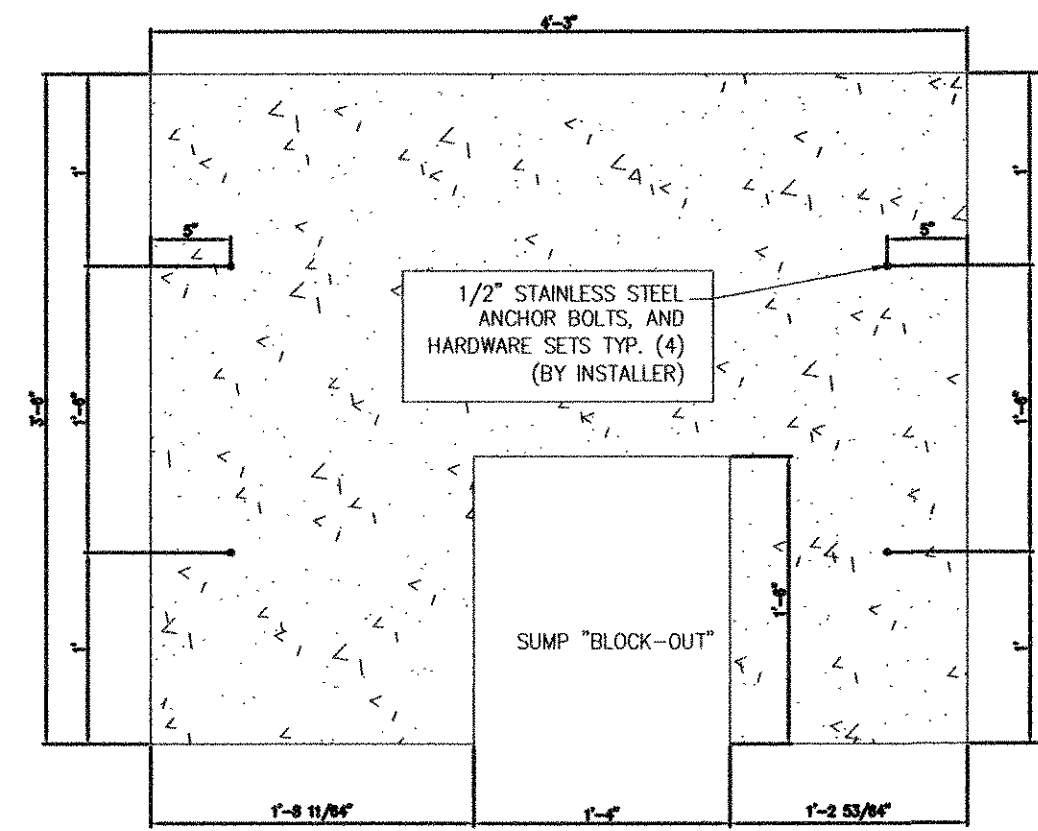 4'-3"
1'
1'
5"
5"
1/2" STAINLESS STEEL
ANCHOR BOLTS, AND
HARDWARE SETS TYP. (4)
(BY INSTALLER)
3'-6"
1'-6"
1'-6"
1'-6"
SUMP "BLOCK-OUT"
1'
1'
1'-8 11/64"
1'-4"
1'-2 53/64"